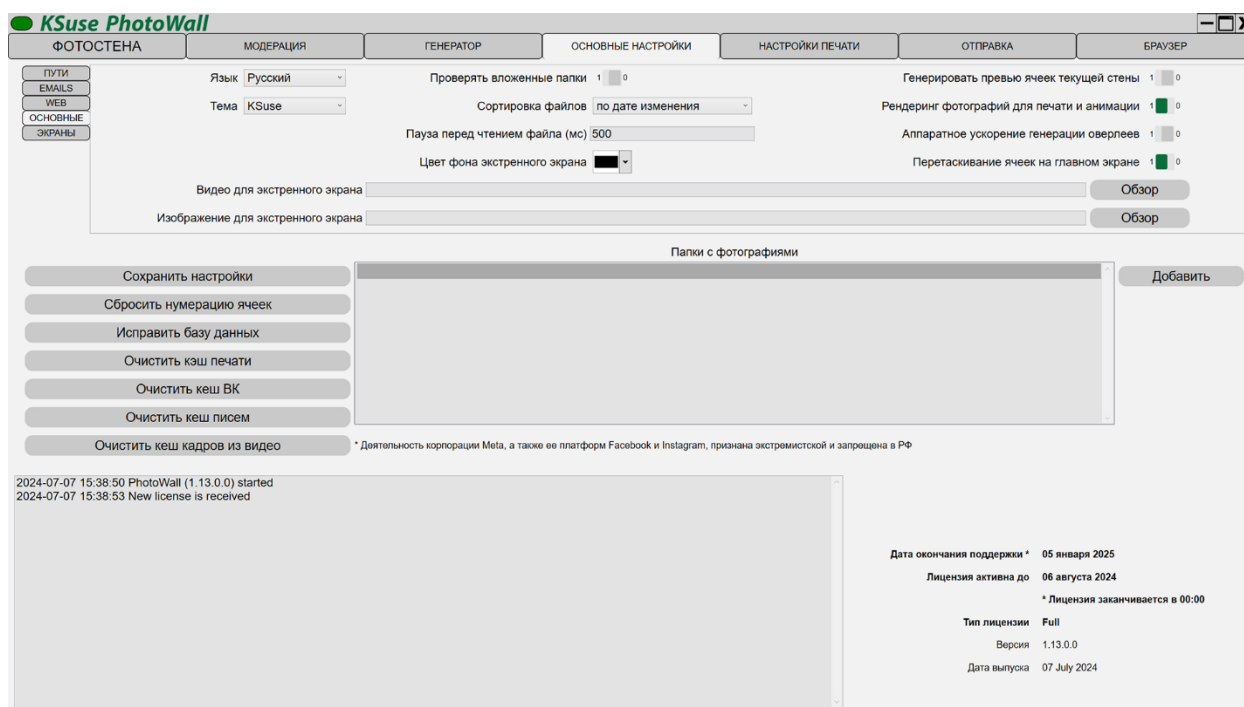 KSuse PhotoWall
ФОТОСТЕНА МОДЕРАЦИЯ ГЕНЕРАТОР ОСНОВНЫЕ НАСТРОЙКИ НАСТРОЙКИ ПЕЧАТИ ОТПРАВКА БРАУЗЕР
ПУТИ
EMAILS
WEB
ОСНОВНЫЕ
ЭКРАНЫ
Язык Русский Проверять вложенные папки 1 0 Генерировать превью ячеек текущей стены 1 0
Тема KSuse Сортировка файлов по дате изменения Рендеринг фотографий для печати и анимации 1 0
Пауза перед чтением файла (мс) 500 Аппаратное ускорение генерации оверлеев 1 0
Цвет фона экстренного экрана Перетаскивание ячеек на главном экране 1 0
Видео для экстренного экрана Обзор
Изображение для экстренного экрана Обзор
Папки с фотографиями
Сохранить настройки Добавить
Сбросить нумерацию ячеек
Исправить базу данных
Очистить кэш печати
Очистить кеш ВК
Очистить кеш писем
Очистить кеш кадров из видео * Деятельность корпорации Meta, а также ее платформ Facebook и Instagram, признана экстремистской и запрещена в РФ
2024-07-07 15:38:50 PhotoWall (1.13.0.0) started
2024-07-07 15:38:53 New license is received
Дата окончания поддержки * 05 января 2025
Лицензия активна до 06 августа 2024
* Лицензия заканчивается в 00:00
Тип лицензии Full
Версия 1.13.0.0
Дата выпуска 07 July 2024